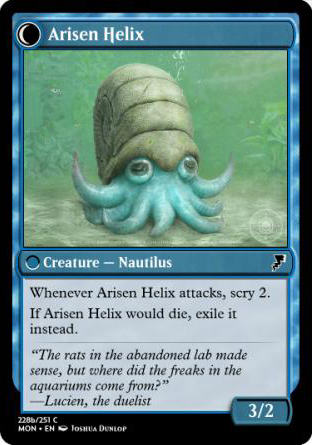 Arisen Helix
Creature — Nautilus
Whenever Arisen Helix attacks, scry 2.
If Arisen Helix would die, exile it
instead.
"The rats in the abandoned lab made
sense, but where did the freaks in the
aquariums come from?"
—Lucien, the duelist
3/2
228b/251 C
MON • EN Joshua Dunlop